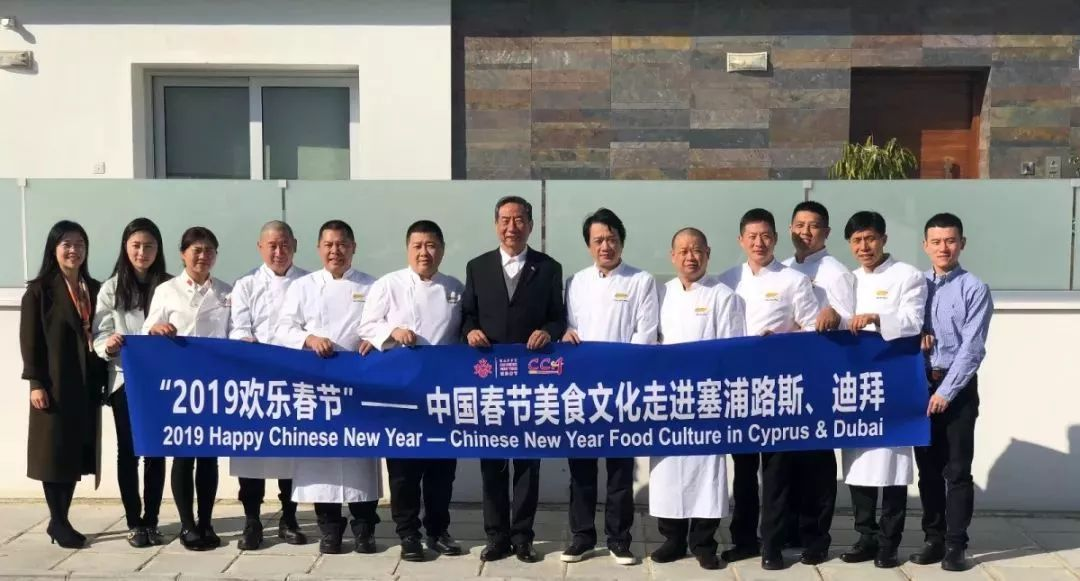 CCA
“2019欢乐春节”—— 中国春节美食文化走进塞浦路斯、迪拜
2019 Happy Chinese New Year — Chinese New Year Food Culture in Cyprus & Dubai